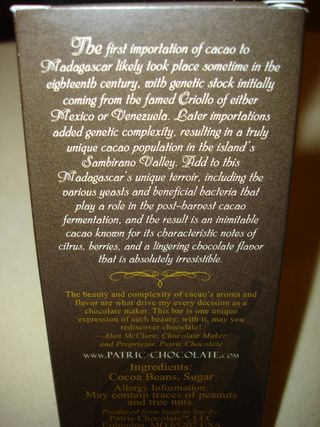 The first importation of cacao to
Madagascar likely took place sometime in the
eighteenth century, with genetic stock initially
coming from the famed Criollo of either
Mexico or Venezuela. Later importations
added genetic complexity, resulting in a truly
unique cacao population in the island's
Sambirano Valley. Add to this
Madagascar's unique terroir, including the
various yeasts and beneficial bacteria that
play a role in the post-harvest cacao
fermentation, and the result is an inimitable
cacao known for its characteristic notes of
citrus, berries, and a lingering chocolate flavor
that is absolutely irresistible.
The beauty and complexity of cacao's aroma and
flavor are what drive my every decision as a
chocolate maker. This bar is one unique
expression of such beauty; with it, may you
rediscover chocolate!
—Alan McClure, Chocolate Maker
and Proprietor, Patric Chocolate
www.PATRIC-CHOCOLATE.com
Ingredients:
Cocoa Beans, Sugar
Allergy Information:
May contain traces of peanuts
and tree nuts.
Produced from bean to bar by
Patric Chocolate™, LLC
Columbia, MO 65202 USA